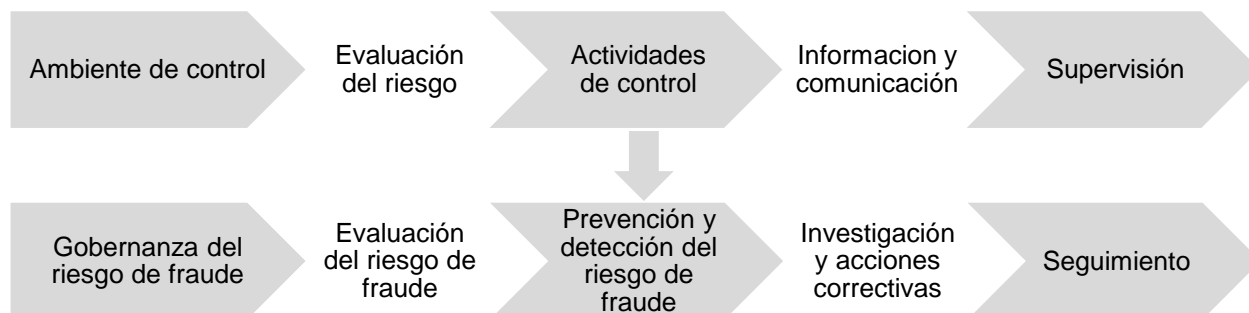 Ambiente de control
Evaluación
del riesgo
Actividades
de control
Informacion y
comunicación
Supervisión
Gobernanza del
riesgo de fraude
Evaluación
del riesgo de
fraude
Prevención y
detección del
riesgo de
fraude
Investigación
y acciones
correctivas
Seguimiento